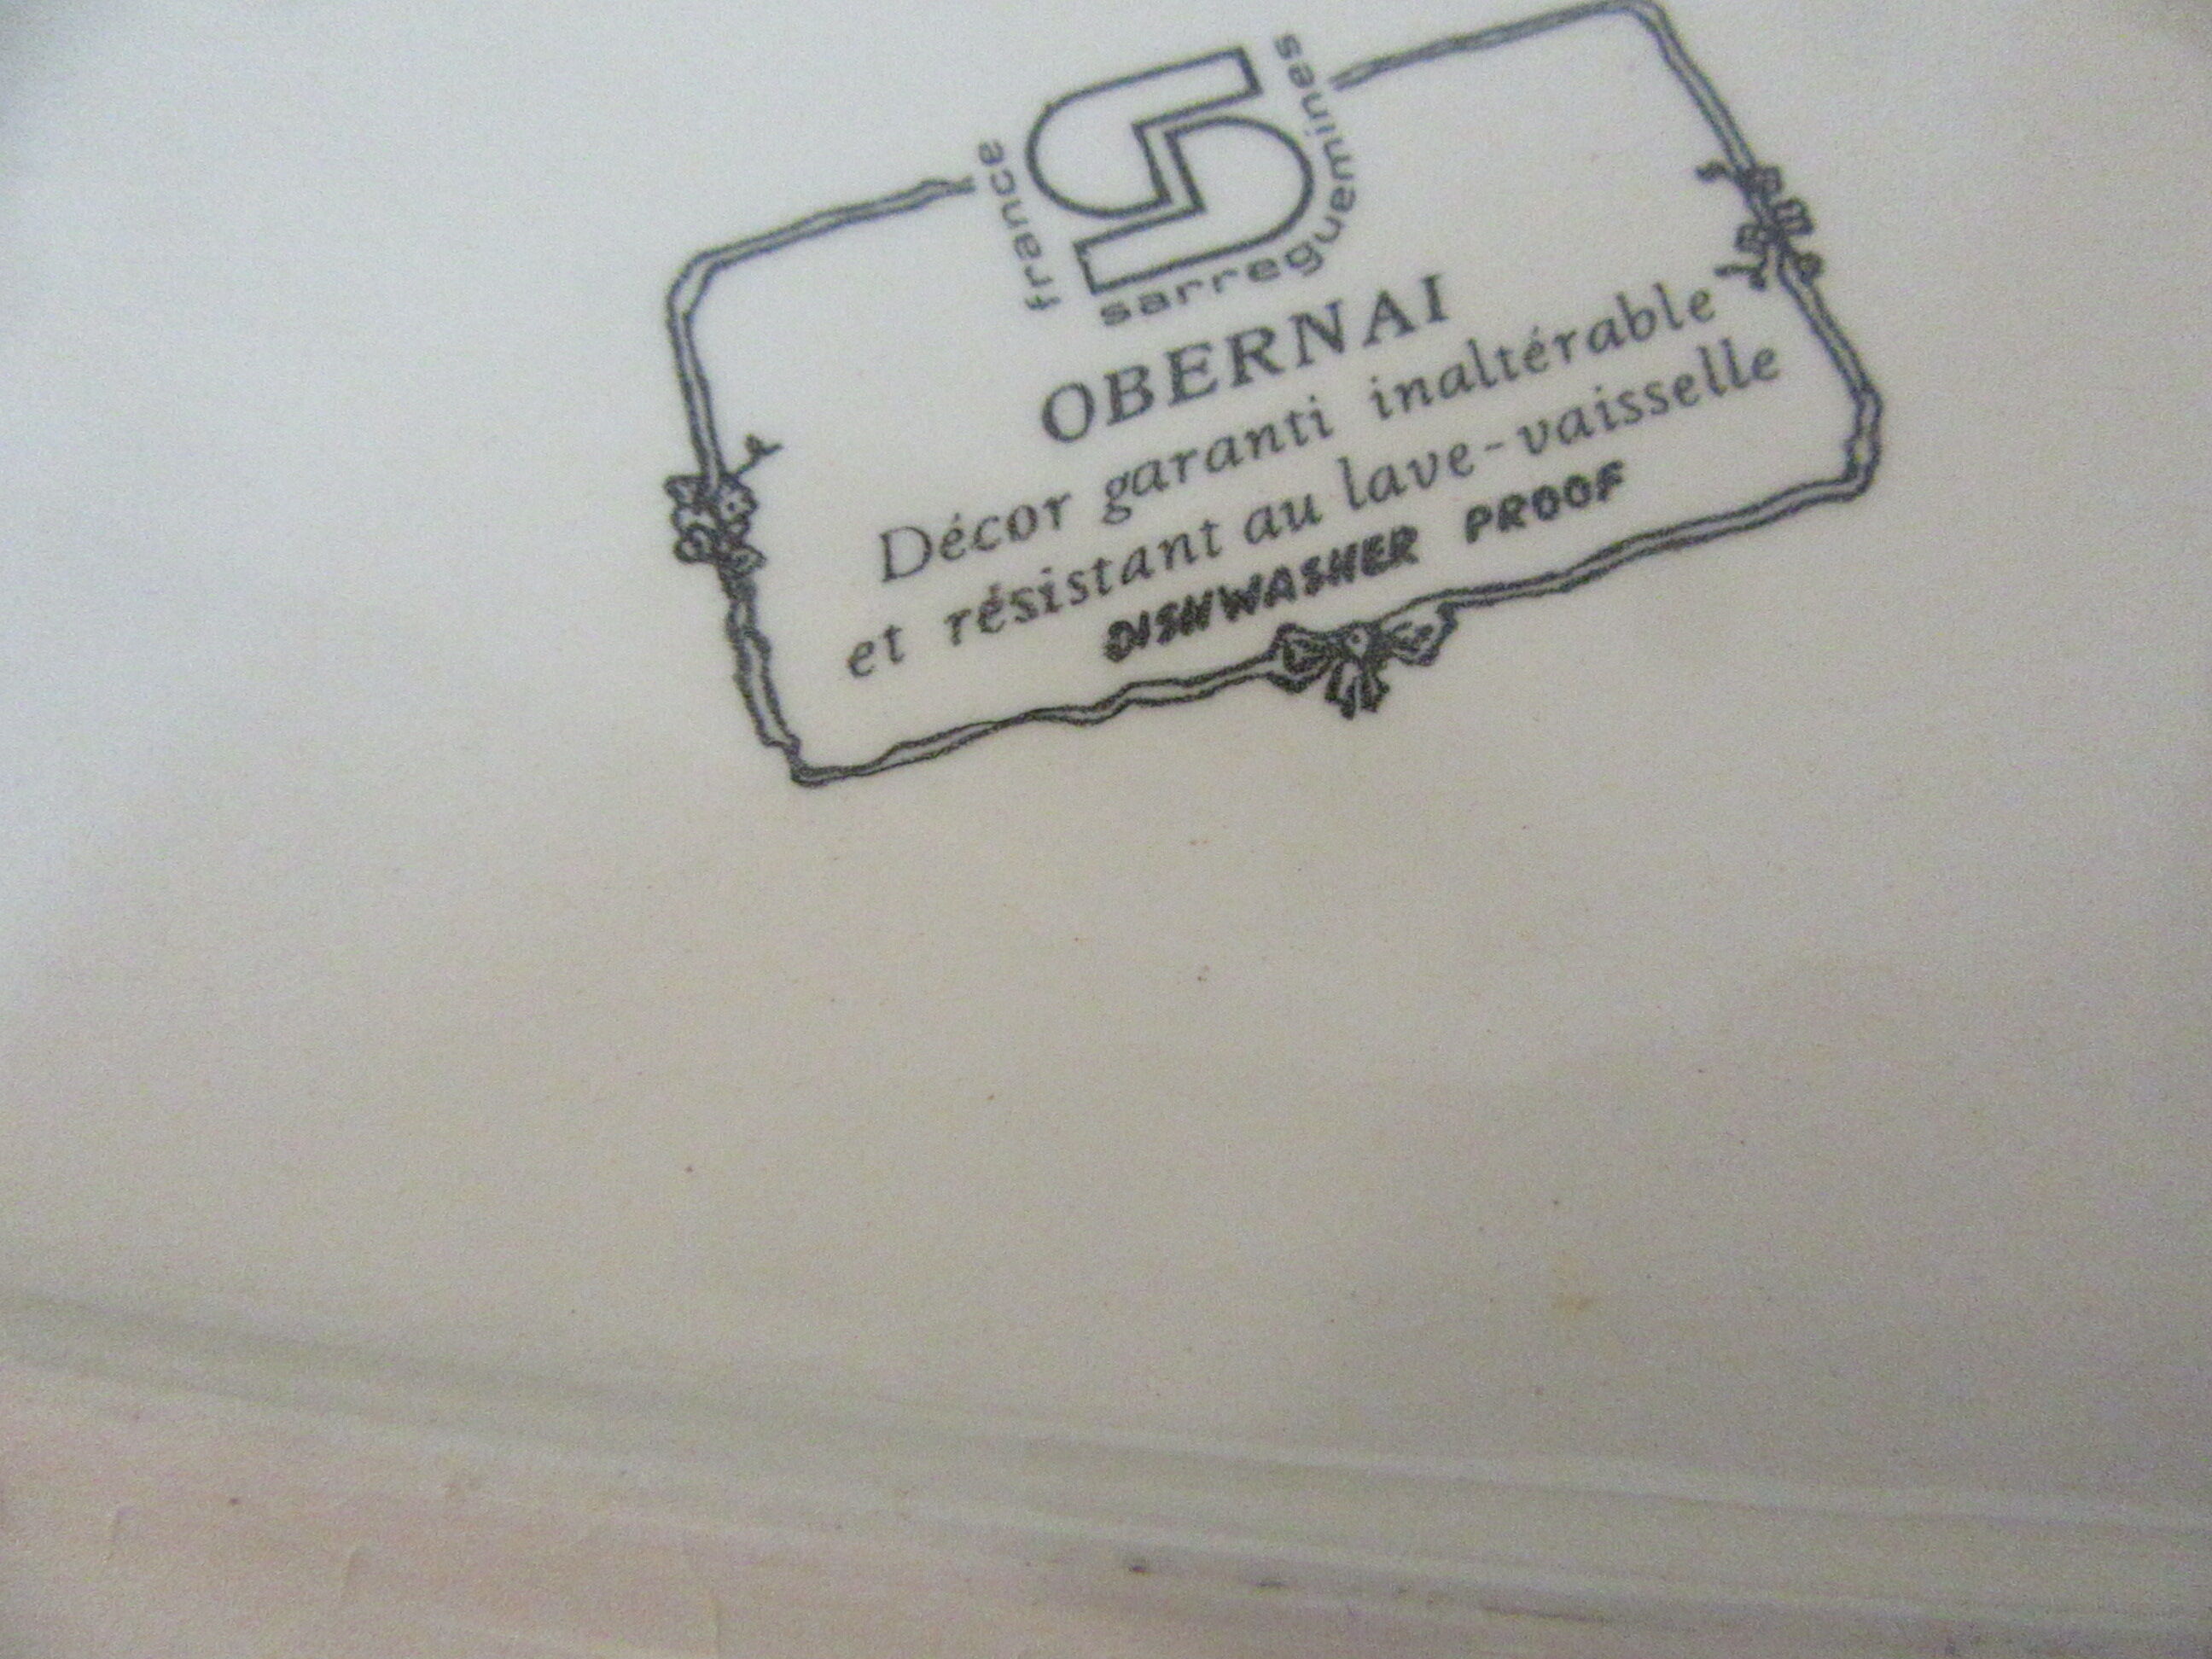 france
sarreguemines
OBERNAI
Décor garanti inaltérable
et résistant au lave-vaisselle
DISHWASHER PROOF